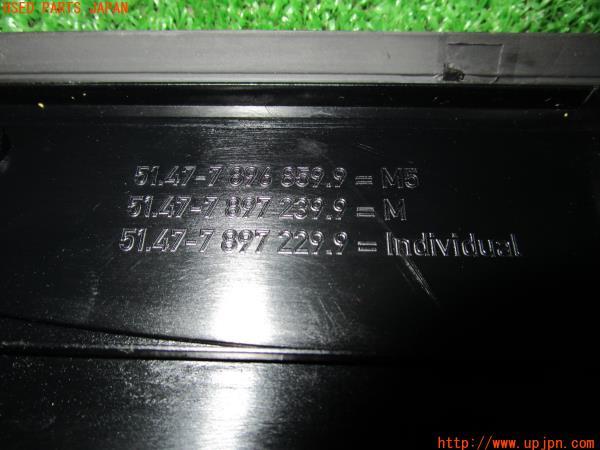 USED PARTS JAPAN
51.47-7 896 859.9 = M5
51.47-7 897 239.9 = M
51.47-7 897 229.9 = Individual
http://www.upjpn.com/